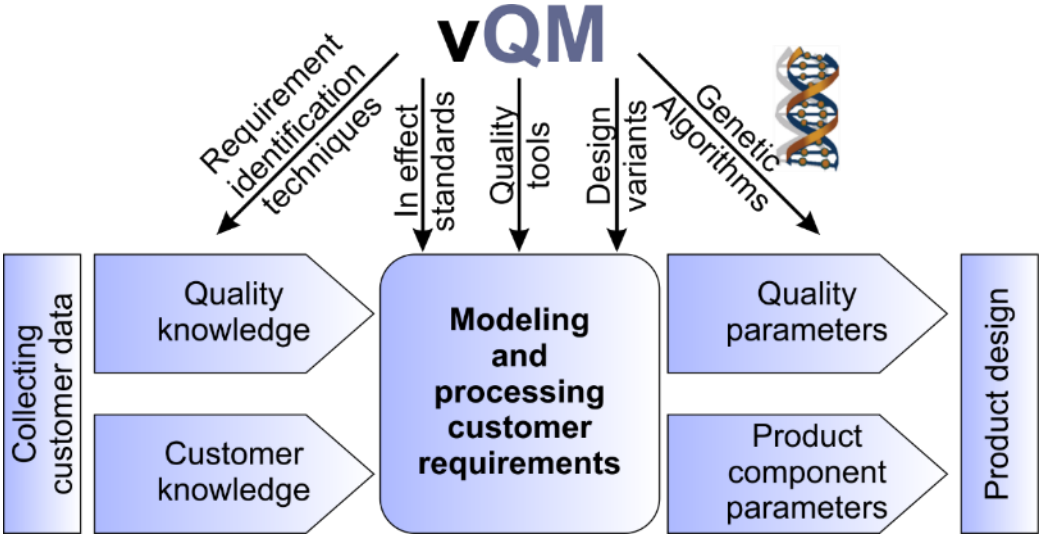 vQM
Requirement
identification
techniques
In effect
standards
Quality
tools
Design
variants
Genetic
Algorithms
Collecting
customer data
Quality
knowledge
Customer
knowledge
Modeling
and
processing
customer
requirements
Quality
parameters
Product
component
parameters
Product design